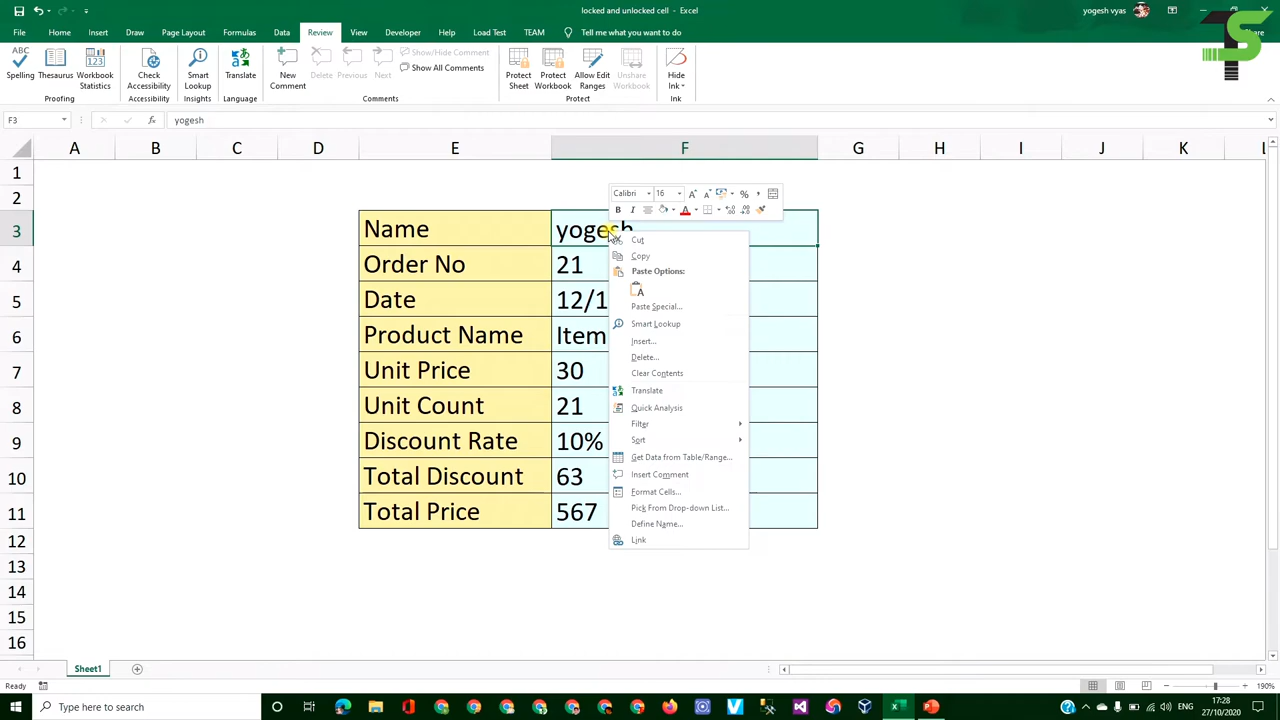 locked and unlocked cell - Excel
yogesh vyas
File Home Insert Draw Page Layout Formulas Data Review View Developer Help Load Test TEAM Tell me what you want to do
ABC
Spelling Thesaurus Workbook Statistics
Proofing
Check Accessibility
Accessibility
Smart Lookup
Insights
Translate
Language
New Comment Delete Previous Next
Show/Hide Comment
Show All Comments
Comments
Protect Sheet Protect Workbook Allow Edit Ranges Unshare Workbook
Protect
Hide Ink
Ink
F3 fx yogesh
A B C D E F G H I J K
1
2
3 Name yogesh
4 Order No 21
5 Date 12/1
6 Product Name Item
7 Unit Price 30
8 Unit Count 21
9 Discount Rate 10%
10 Total Discount 63
11 Total Price 567
12
13
14
15
16
Calibri 16 A A % ,
B I A
Cut
Copy
Paste Options:
A
Paste Special...
Smart Lookup
Insert...
Delete...
Clear Contents
Translate
Quick Analysis
Filter
Sort
Get Data from Table/Range...
Insert Comment
Format Cells...
Pick From Drop-down List...
Define Name...
Link
Sheet1
Ready
190%
Type here to search
ENG
17:28
27/10/2020